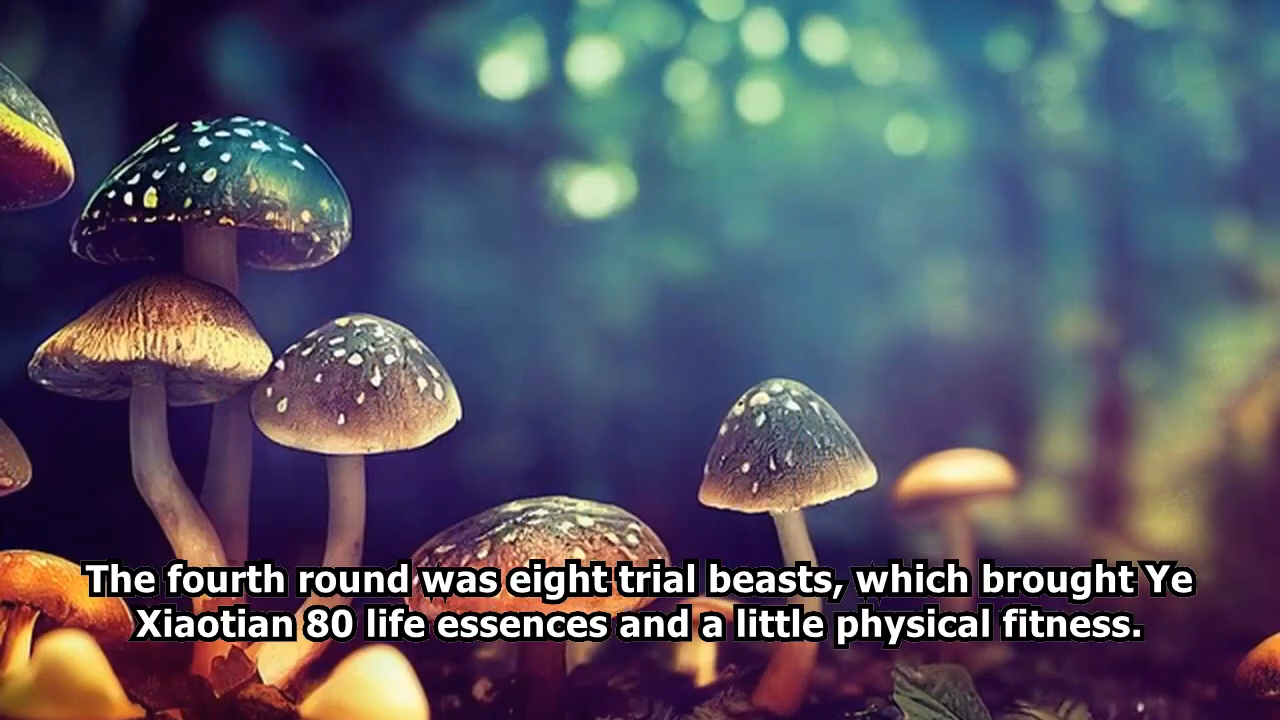 The fourth round was eight trial beasts, which brought Ye
Xiaotian 80 life essences and a little physical fitness.